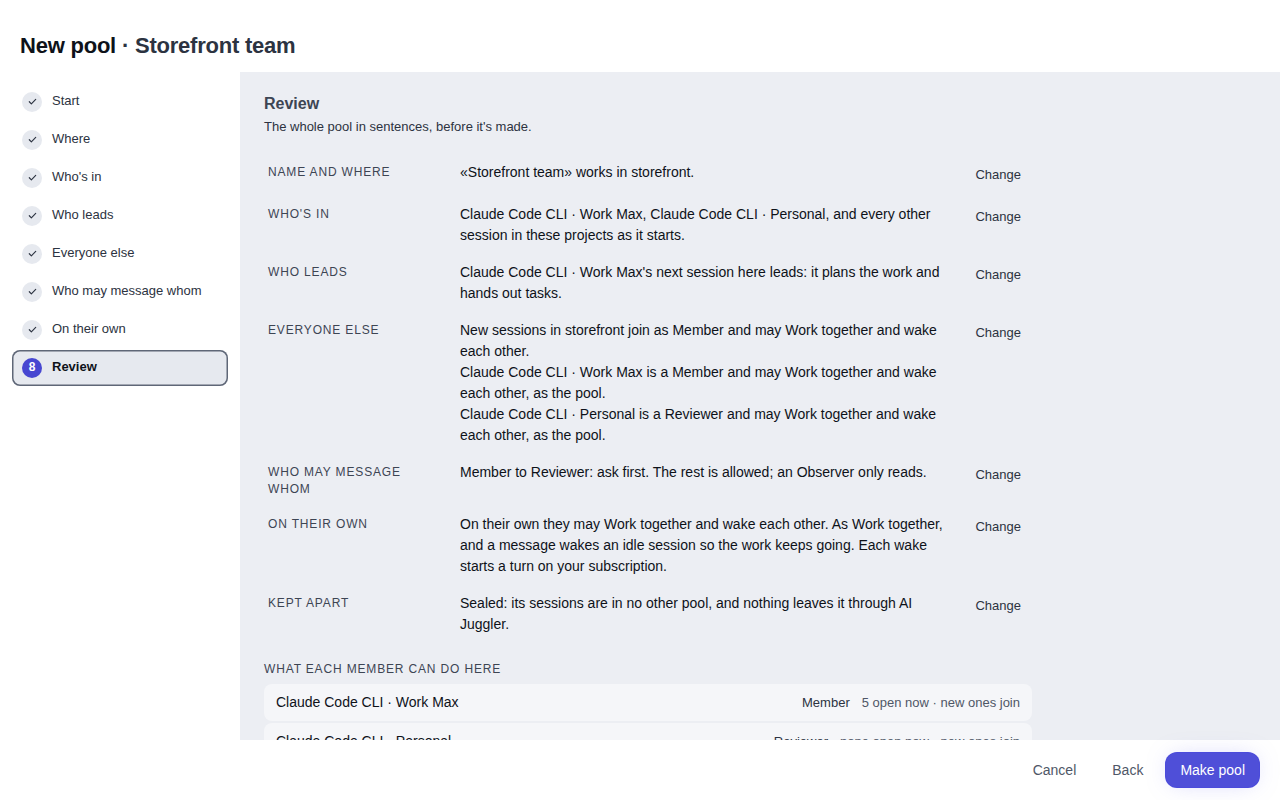 New pool · Storefront team
Start
Where
Who's in
Who leads
Everyone else
Who may message whom
On their own
8 Review
Review
The whole pool in sentences, before it's made.
NAME AND WHERE
«Storefront team» works in storefront.
Change
WHO'S IN
Claude Code CLI · Work Max, Claude Code CLI · Personal, and every other
session in these projects as it starts.
Change
WHO LEADS
Claude Code CLI · Work Max's next session here leads: it plans the work and
hands out tasks.
Change
EVERYONE ELSE
New sessions in storefront join as Member and may Work together and wake
each other.
Claude Code CLI · Work Max is a Member and may Work together and wake
each other, as the pool.
Claude Code CLI · Personal is a Reviewer and may Work together and wake
each other, as the pool.
Change
WHO MAY MESSAGE
WHOM
Member to Reviewer: ask first. The rest is allowed; an Observer only reads.
Change
ON THEIR OWN
On their own they may Work together and wake each other. As Work together,
and a message wakes an idle session so the work keeps going. Each wake
starts a turn on your subscription.
Change
KEPT APART
Sealed: its sessions are in no other pool, and nothing leaves it through AI
Juggler.
Change
WHAT EACH MEMBER CAN DO HERE
Claude Code CLI · Work Max
Member 5 open now · new ones join
Claude Code CLI · Personal
Reviewer none open now · new ones join
Cancel
Back
Make pool